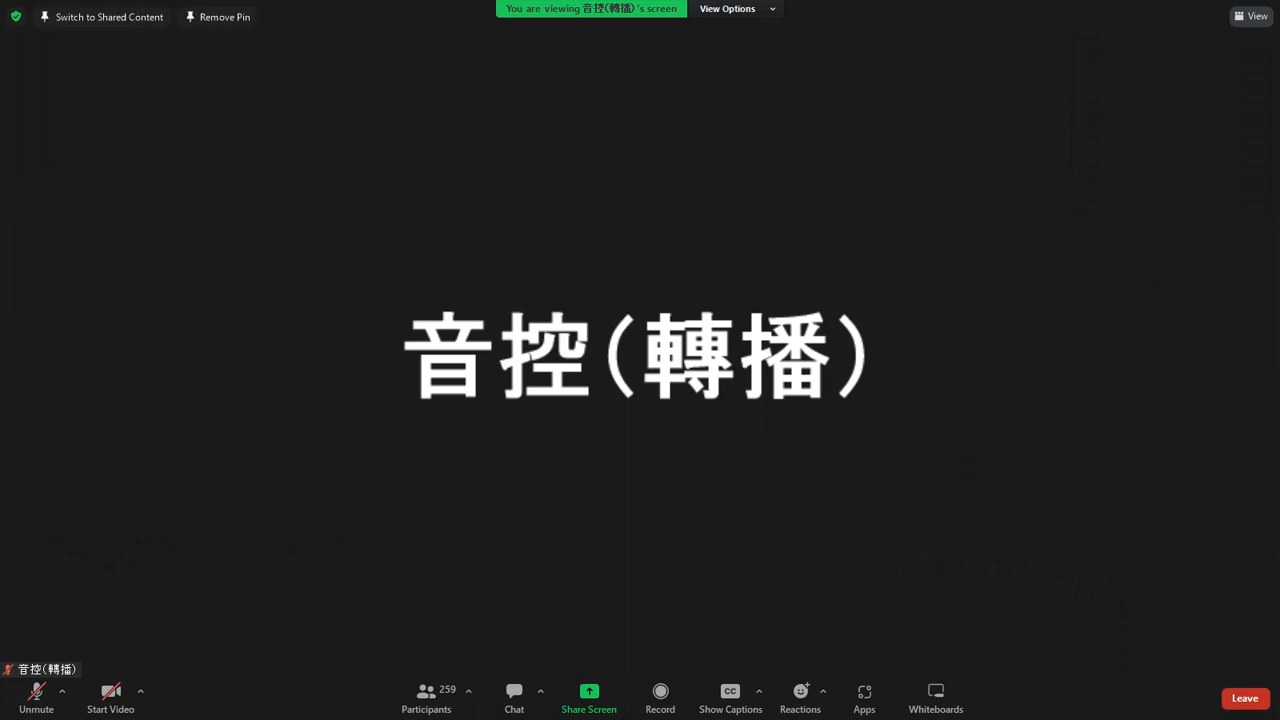 Switch to Shared Content
Remove Pin
You are viewing 音控(轉播)'s screen
View Options
View
音控(轉播)
音控(轉播)
Unmute
Start Video
259
Participants
Chat
Share Screen
Record
CC
Show Captions
Reactions
Apps
Whiteboards
Leave